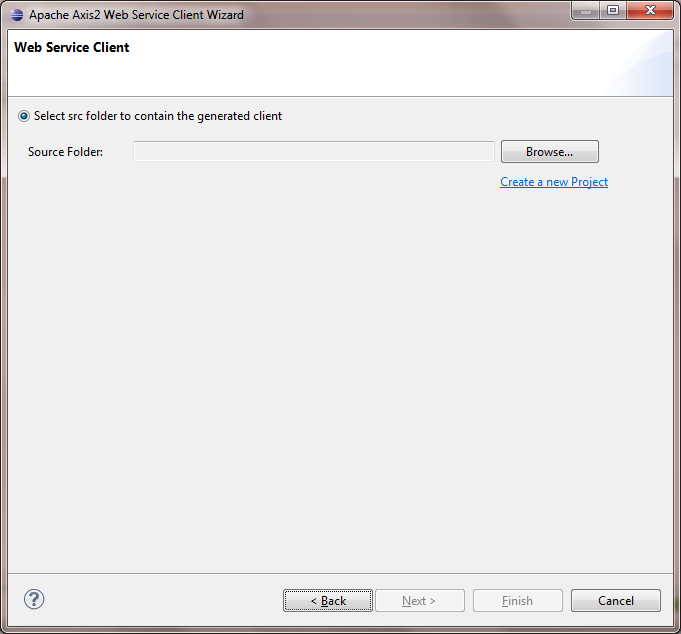 Apache Axis2 Web Service Client Wizard
Web Service Client
Select src folder to contain the generated client
Source Folder:
Browse...
Create a new Project
?
< Back
Next >
Finish
Cancel